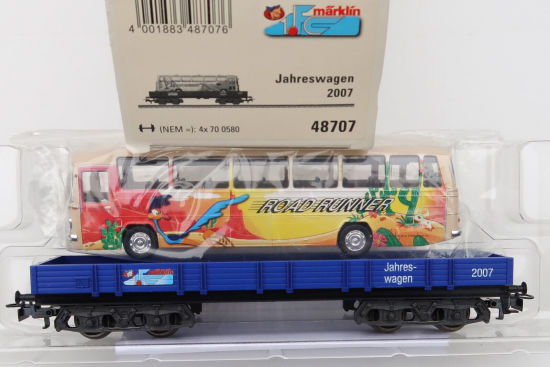 4 001883 487076
märklin
Jahreswagen
2007
(NEM ≈): 4x 70 0580
48707
ROAD RUNNER
märklin
Jahres-
wagen
2007